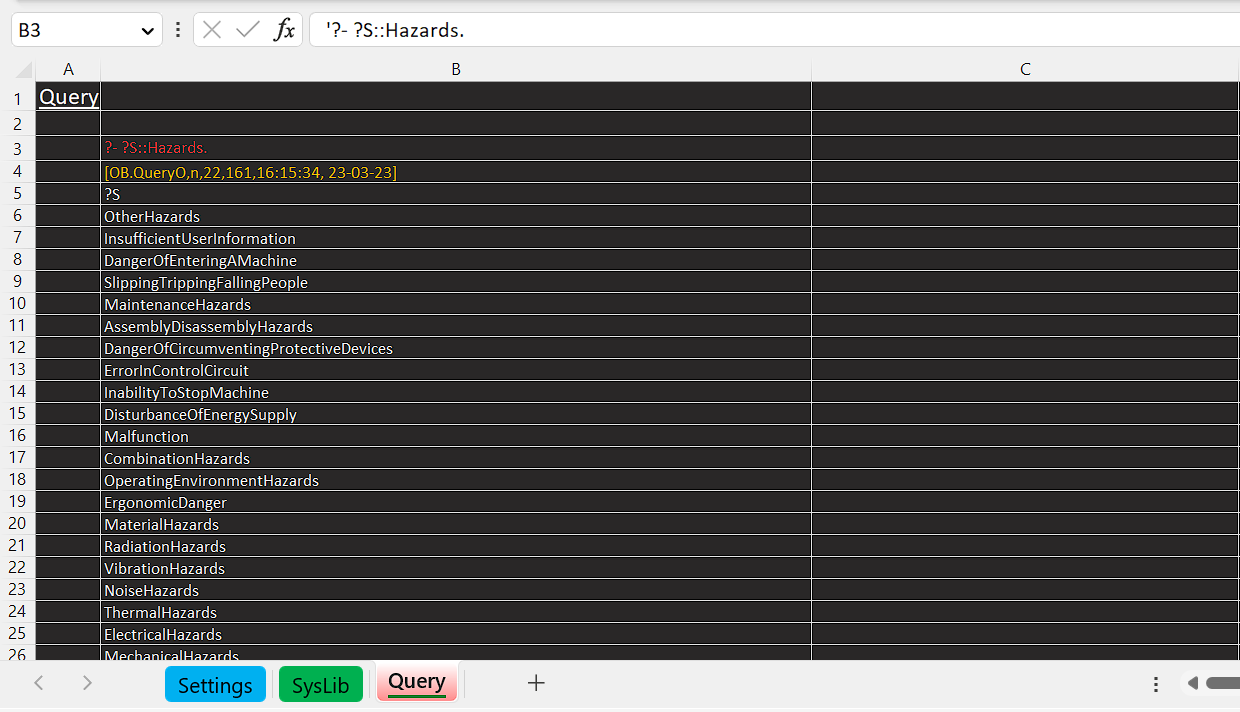 B3
fx
'?- ?S::Hazards.
A B C
1 Query
2
3 ?- ?S::Hazards.
4 [OB.QueryO,n,22,161,16:15:34, 23-03-23]
5 ?S
6 OtherHazards
7 InsufficientUserInformation
8 DangerOfEnteringAMachine
9 SlippingTrippingFallingPeople
10 MaintenanceHazards
11 AssemblyDisassemblyHazards
12 DangerOfCircumventingProtectiveDevices
13 ErrorInControlCircuit
14 InabilityToStopMachine
15 DisturbanceOfEnergySupply
16 Malfunction
17 CombinationHazards
18 OperatingEnvironmentHazards
19 ErgonomicDanger
20 MaterialHazards
21 RadiationHazards
22 VibrationHazards
23 NoiseHazards
24 ThermalHazards
25 ElectricalHazards
26 MechanicalHazards
Settings SysLib Query